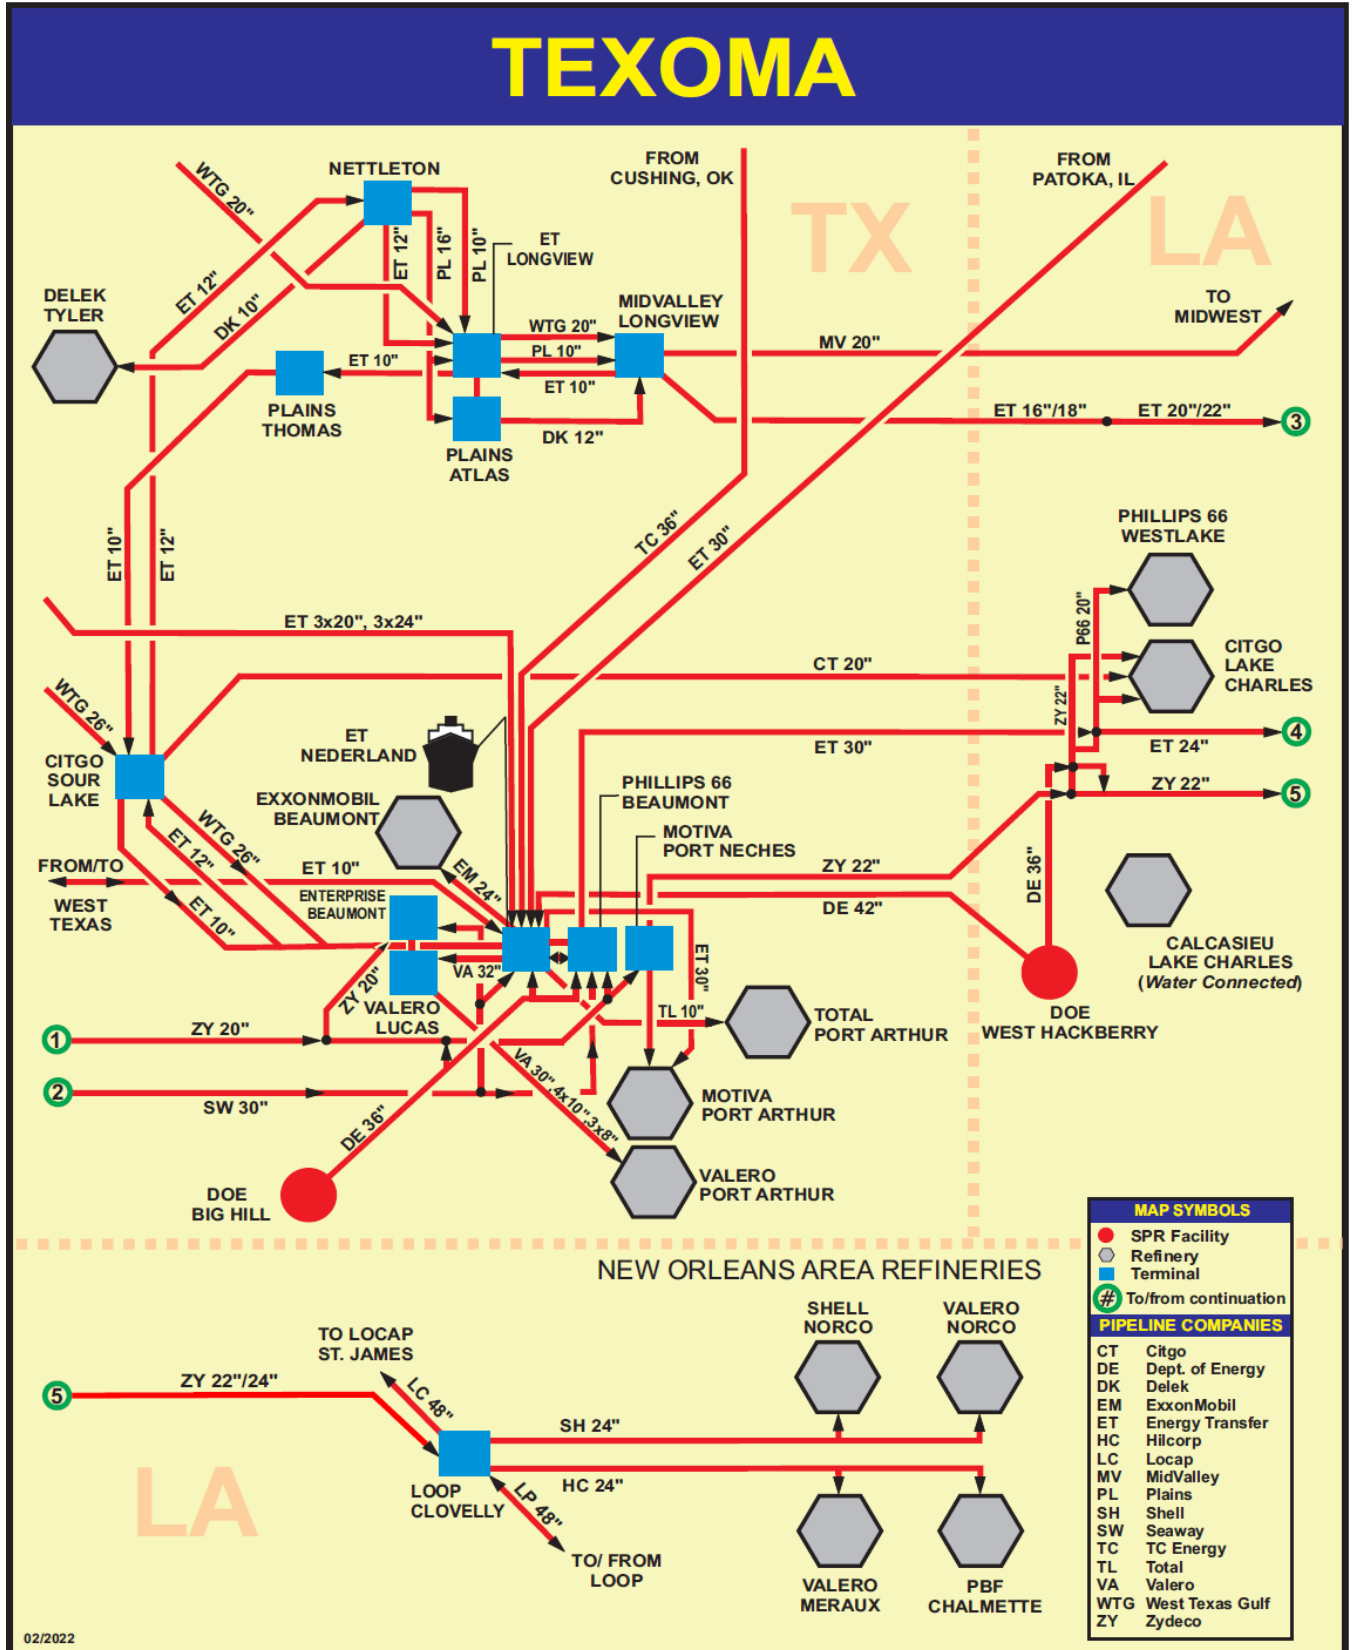 TEXOMA
NETTLETON
FROM
CUSHING, OK
FROM
PATOKA, IL
TX
LA
WTG 20"
ET 12"
PL 16"
PL 10"
ET
LONGVIEW
ET 12"
DK 10"
DELEK
TYLER
MIDVALLEY
LONGVIEW
TO
MIDWEST
WTG 20"
PL 10"
ET 10"
MV 20"
ET 10"
PLAINS
THOMAS
DK 12"
PLAINS
ATLAS
ET 16"/18"
ET 20"/22"
3
TC 36"
ET 30"
ET 10"
ET 12"
PHILLIPS 66
WESTLAKE
P66 20"
ET 3x20", 3x24"
CT 20"
CITGO
LAKE
CHARLES
WTG 26"
ZY 22"
ET
NEDERLAND
ET 30"
ET 24"
4
CITGO
SOUR
LAKE
PHILLIPS 66
BEAUMONT
ZY 22"
5
EXXONMOBIL
BEAUMONT
WTG 26"
ET 12"
MOTIVA
PORT NECHES
FROM/TO
WEST
TEXAS
ET 10"
EM 24"
ZY 22"
DE 42"
DE 36"
ENTERPRISE
BEAUMONT
ET 10"
CALCASIEU
LAKE CHARLES
(Water Connected)
ET 30"
VA 32"
ZY 20"
VALERO
LUCAS
TL 10"
TOTAL
PORT ARTHUR
DOE
WEST HACKBERRY
1
ZY 20"
2
SW 30"
VA 30",4x10",3x8"
MOTIVA
PORT ARTHUR
DE 36"
VALERO
PORT ARTHUR
DOE
BIG HILL
MAP SYMBOLS
SPR Facility
Refinery
Terminal
# To/from continuation
PIPELINE COMPANIES
CT Citgo
DE Dept. of Energy
DK Delek
EM ExxonMobil
ET Energy Transfer
HC Hilcorp
LC Locap
MV MidValley
PL Plains
SH Shell
SW Seaway
TC TC Energy
TL Total
VA Valero
WTG West Texas Gulf
ZY Zydeco
NEW ORLEANS AREA REFINERIES
SHELL
NORCO
VALERO
NORCO
TO LOCAP
ST. JAMES
5
ZY 22"/24"
LC 48"
SH 24"
HC 24"
LOOP
CLOVELLY
LP 48"
LA
TO/ FROM
LOOP
VALERO
MERAUX
PBF
CHALMETTE
02/2022